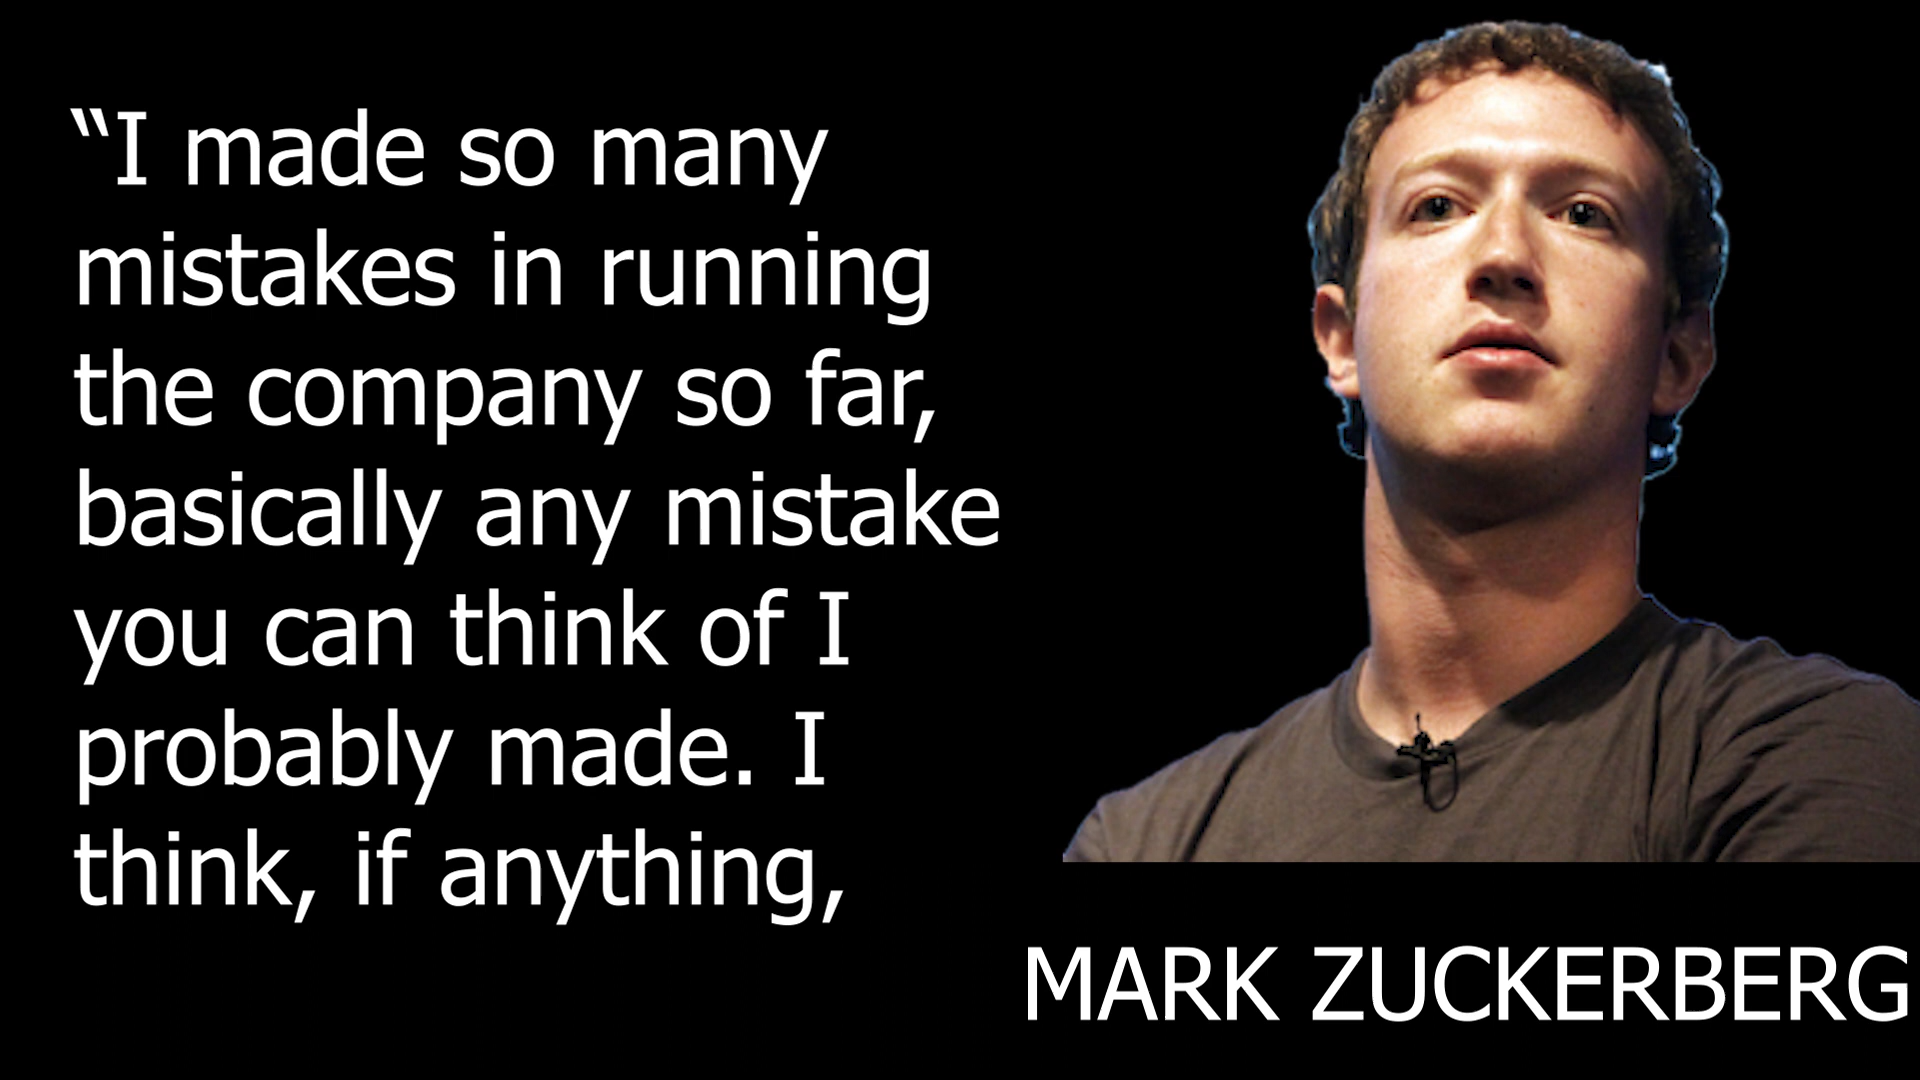 “I made so many
mistakes in running
the company so far,
basically any mistake
you can think of I
probably made. I
think, if anything,
MARK ZUCKERBERG